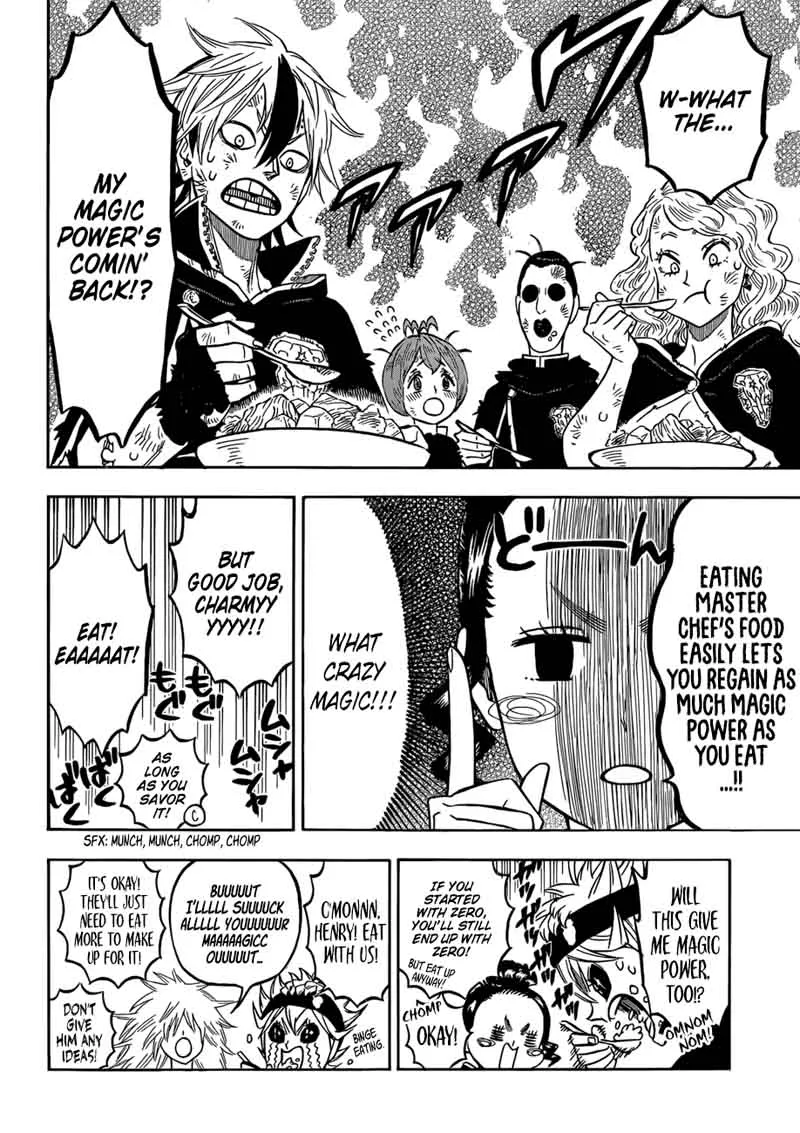 W-WHAT
THE...
MY
MAGIC
POWER'S
COMIN'
BACK!?
EATING
MASTER
CHEF'S FOOD
EASILY LETS
YOU REGAIN AS
MUCH MAGIC
POWER AS
YOU EAT
.....!!
どーーん
WHAT
CRAZY
MAGIC!!!
BUT
GOOD JOB,
CHARMYY
YYYY!!
EAT!
EAAAAAT!
AS
LONG
AS YOU
SAVOR
IT!
C
ムシャ
ムシャ
もぐ
もぐ
ばく
ばく
SFX: MUNCH, MUNCH, CHOMP, CHOMP
WILL
THIS GIVE
ME MAGIC
POWER,
TOO!?
OMNOM
NOM!
IF YOU
STARTED
WITH ZERO,
YOU'LL STILL
END UP WITH
ZERO!
BUT EAT UP
ANYWAY!
CHOMP
OKAY!
C'MONNN,
HENRY! EAT
WITH US!
BINGE
EATING.
BUUUUUT
I'LLLLL SUUUUCK
ALLLLL YOUUUUUUR
MAAAAGICC
OUUUUUT...
IT'S OKAY!
THEY'LL JUST
NEED TO EAT
MORE TO MAKE
UP FOR IT!
DON'T
GIVE
HIM ANY
IDEAS!